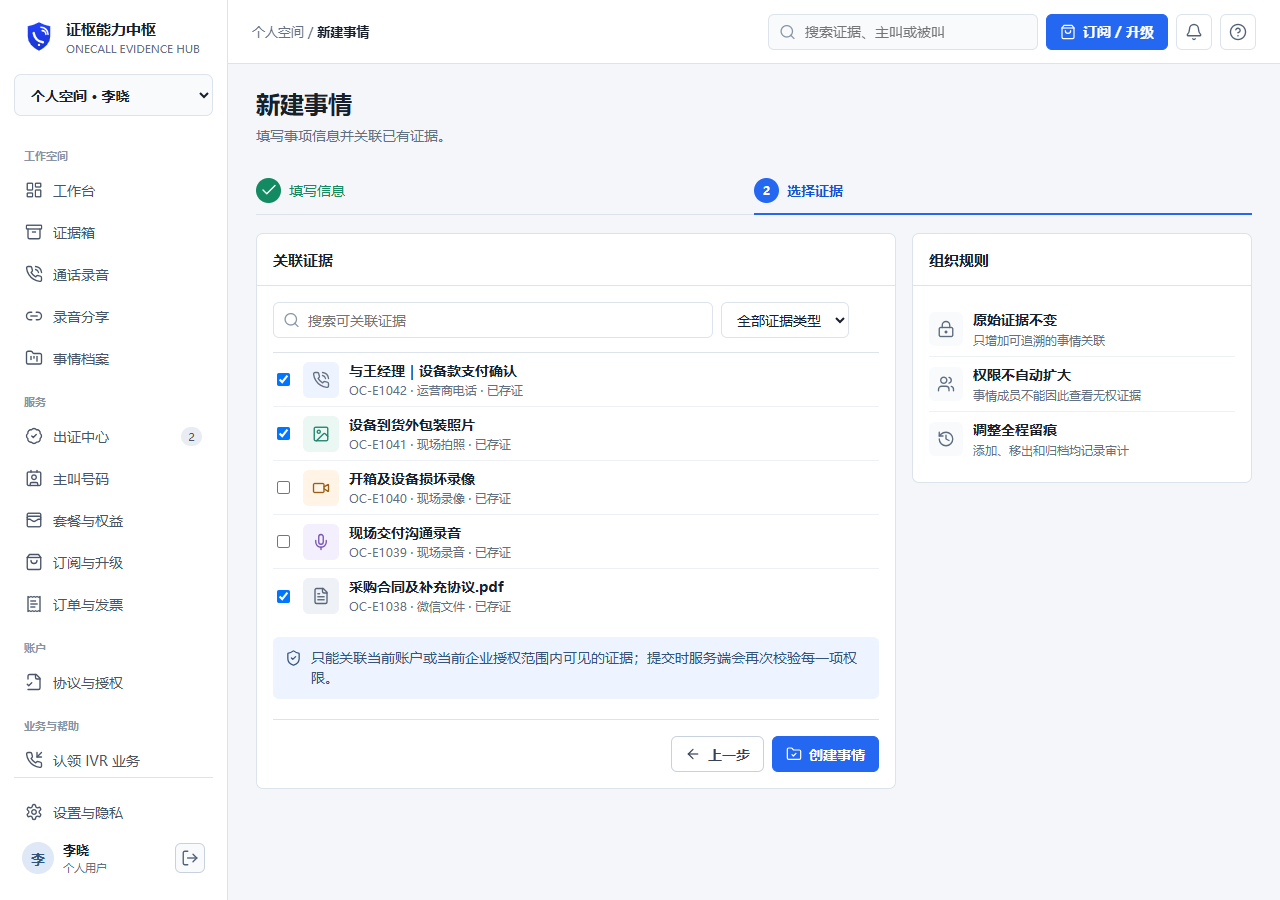 证枢能力中枢
ONECALL EVIDENCE HUB
个人空间 • 李晓
工作空间
工作台
证据箱
通话录音
录音分享
事情档案
服务
出证中心
2
主叫号码
套餐与权益
订阅与升级
订单与发票
账户
协议与授权
业务与帮助
认领 IVR 业务
设置与隐私
李
李晓
个人用户
个人空间 / 新建事情
搜索证据、主叫或被叫
订阅 / 升级
新建事情
填写事项信息并关联已有证据。
填写信息
2
选择证据
关联证据
搜索可关联证据
全部证据类型
与王经理｜设备款支付确认
OC-E1042 · 运营商电话 · 已存证
设备到货外包装照片
OC-E1041 · 现场拍照 · 已存证
开箱及设备损坏录像
OC-E1040 · 现场录像 · 已存证
现场交付沟通录音
OC-E1039 · 现场录音 · 已存证
采购合同及补充协议.pdf
OC-E1038 · 微信文件 · 已存证
只能关联当前账户或当前企业授权范围内可见的证据；提交时服务端会再次校验每一项权
限。
上一步
创建事情
组织规则
原始证据不变
只增加可追溯的事情关联
权限不自动扩大
事情成员不能因此查看无权证据
调整全程留痕
添加、移出和归档均记录审计